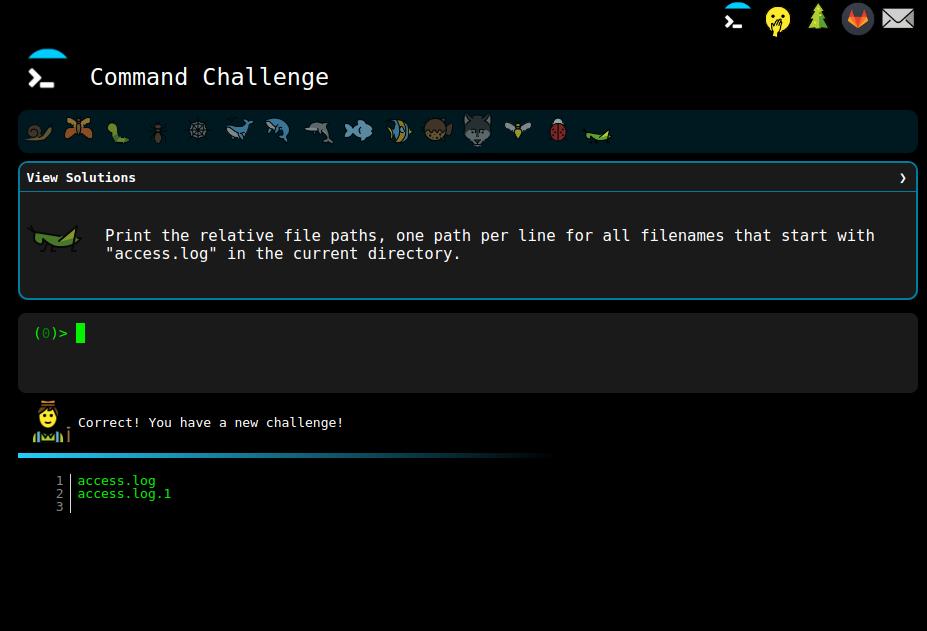 Command Challenge
View Solutions
Print the relative file paths, one path per line for all filenames that start with
"access.log" in the current directory.
(0)>
Correct! You have a new challenge!
1 access.log
2 access.log.1
3